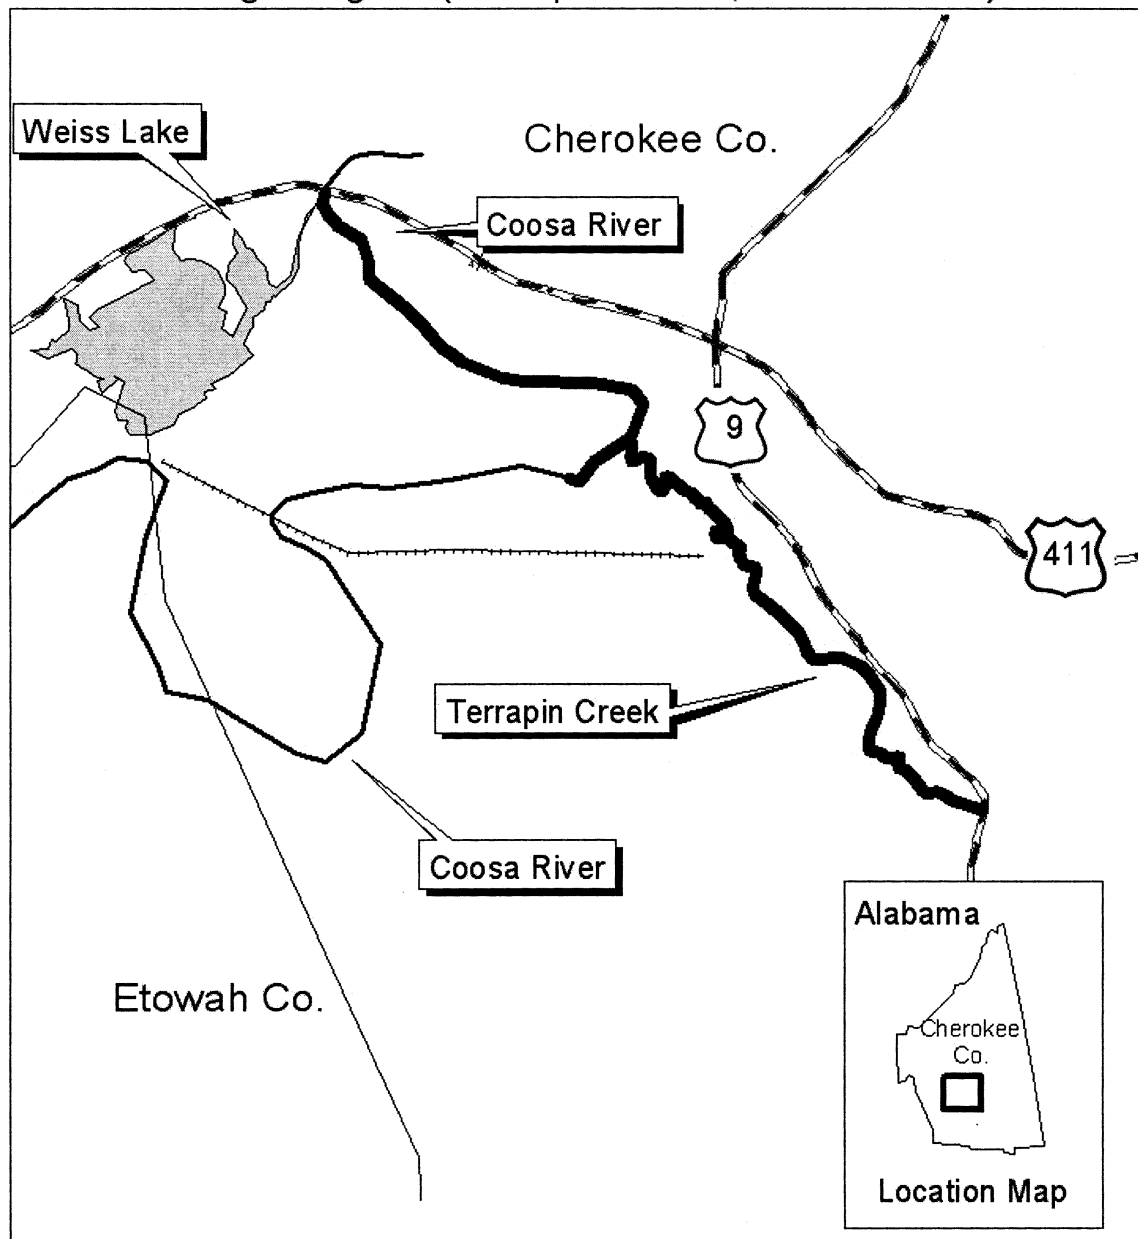 Weiss Lake
Cherokee Co.
Coosa River
9
411
Terrapin Creek
Coosa River
Alabama
Etowah Co.
Cherokee
Co.
Location Map